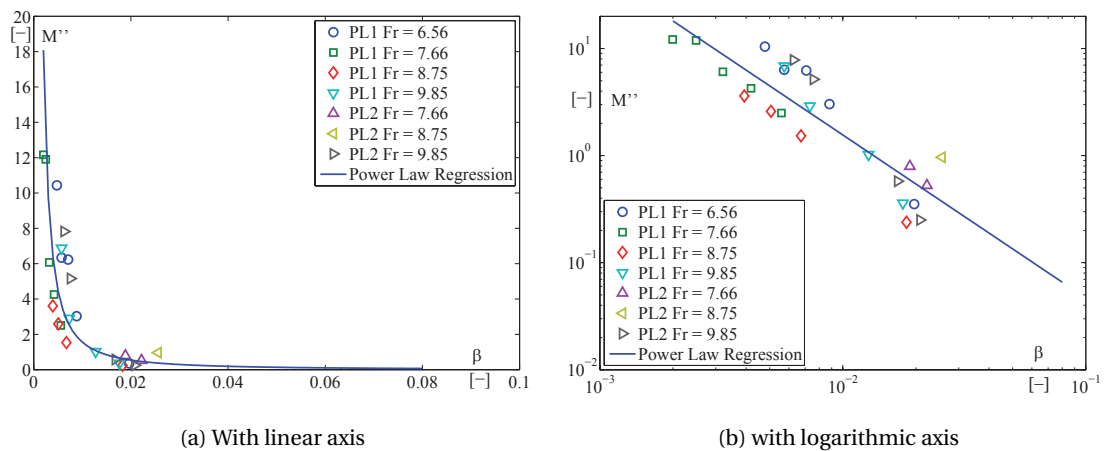 20
[−]
M’’
18
16
14
12
10
8
6
4
2
0
0
0.02
0.04
0.06
0.08
0.1
β
[−]
PL1 Fr = 6.56
PL1 Fr = 7.66
PL1 Fr = 8.75
PL1 Fr = 9.85
PL2 Fr = 7.66
PL2 Fr = 8.75
PL2 Fr = 9.85
Power Law Regression
(a) With linear axis
10^1
[−]
M’’
10^0
10^−1
10^−2
10^−3
10^−2
10^−1
β
[−]
PL1 Fr = 6.56
PL1 Fr = 7.66
PL1 Fr = 8.75
PL1 Fr = 9.85
PL2 Fr = 7.66
PL2 Fr = 8.75
PL2 Fr = 9.85
Power Law Regression
(b) with logarithmic axis